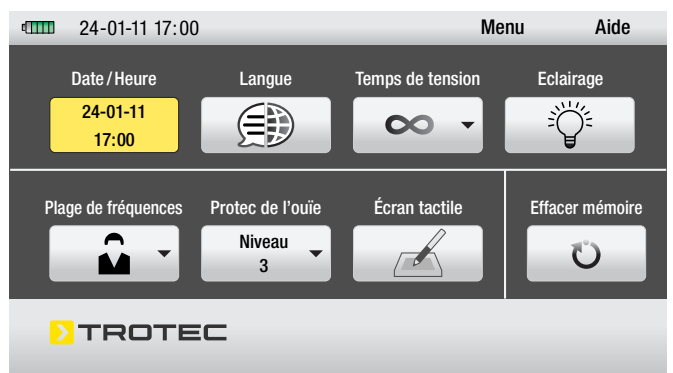 24-01-11 17:00 Menu Aide
Date / Heure Langue Temps de tension Eclairage
24-01-11
17:00
Plage de fréquences Protec de l'ouïe Écran tactile Effacer mémoire
Niveau
3
TROTEC